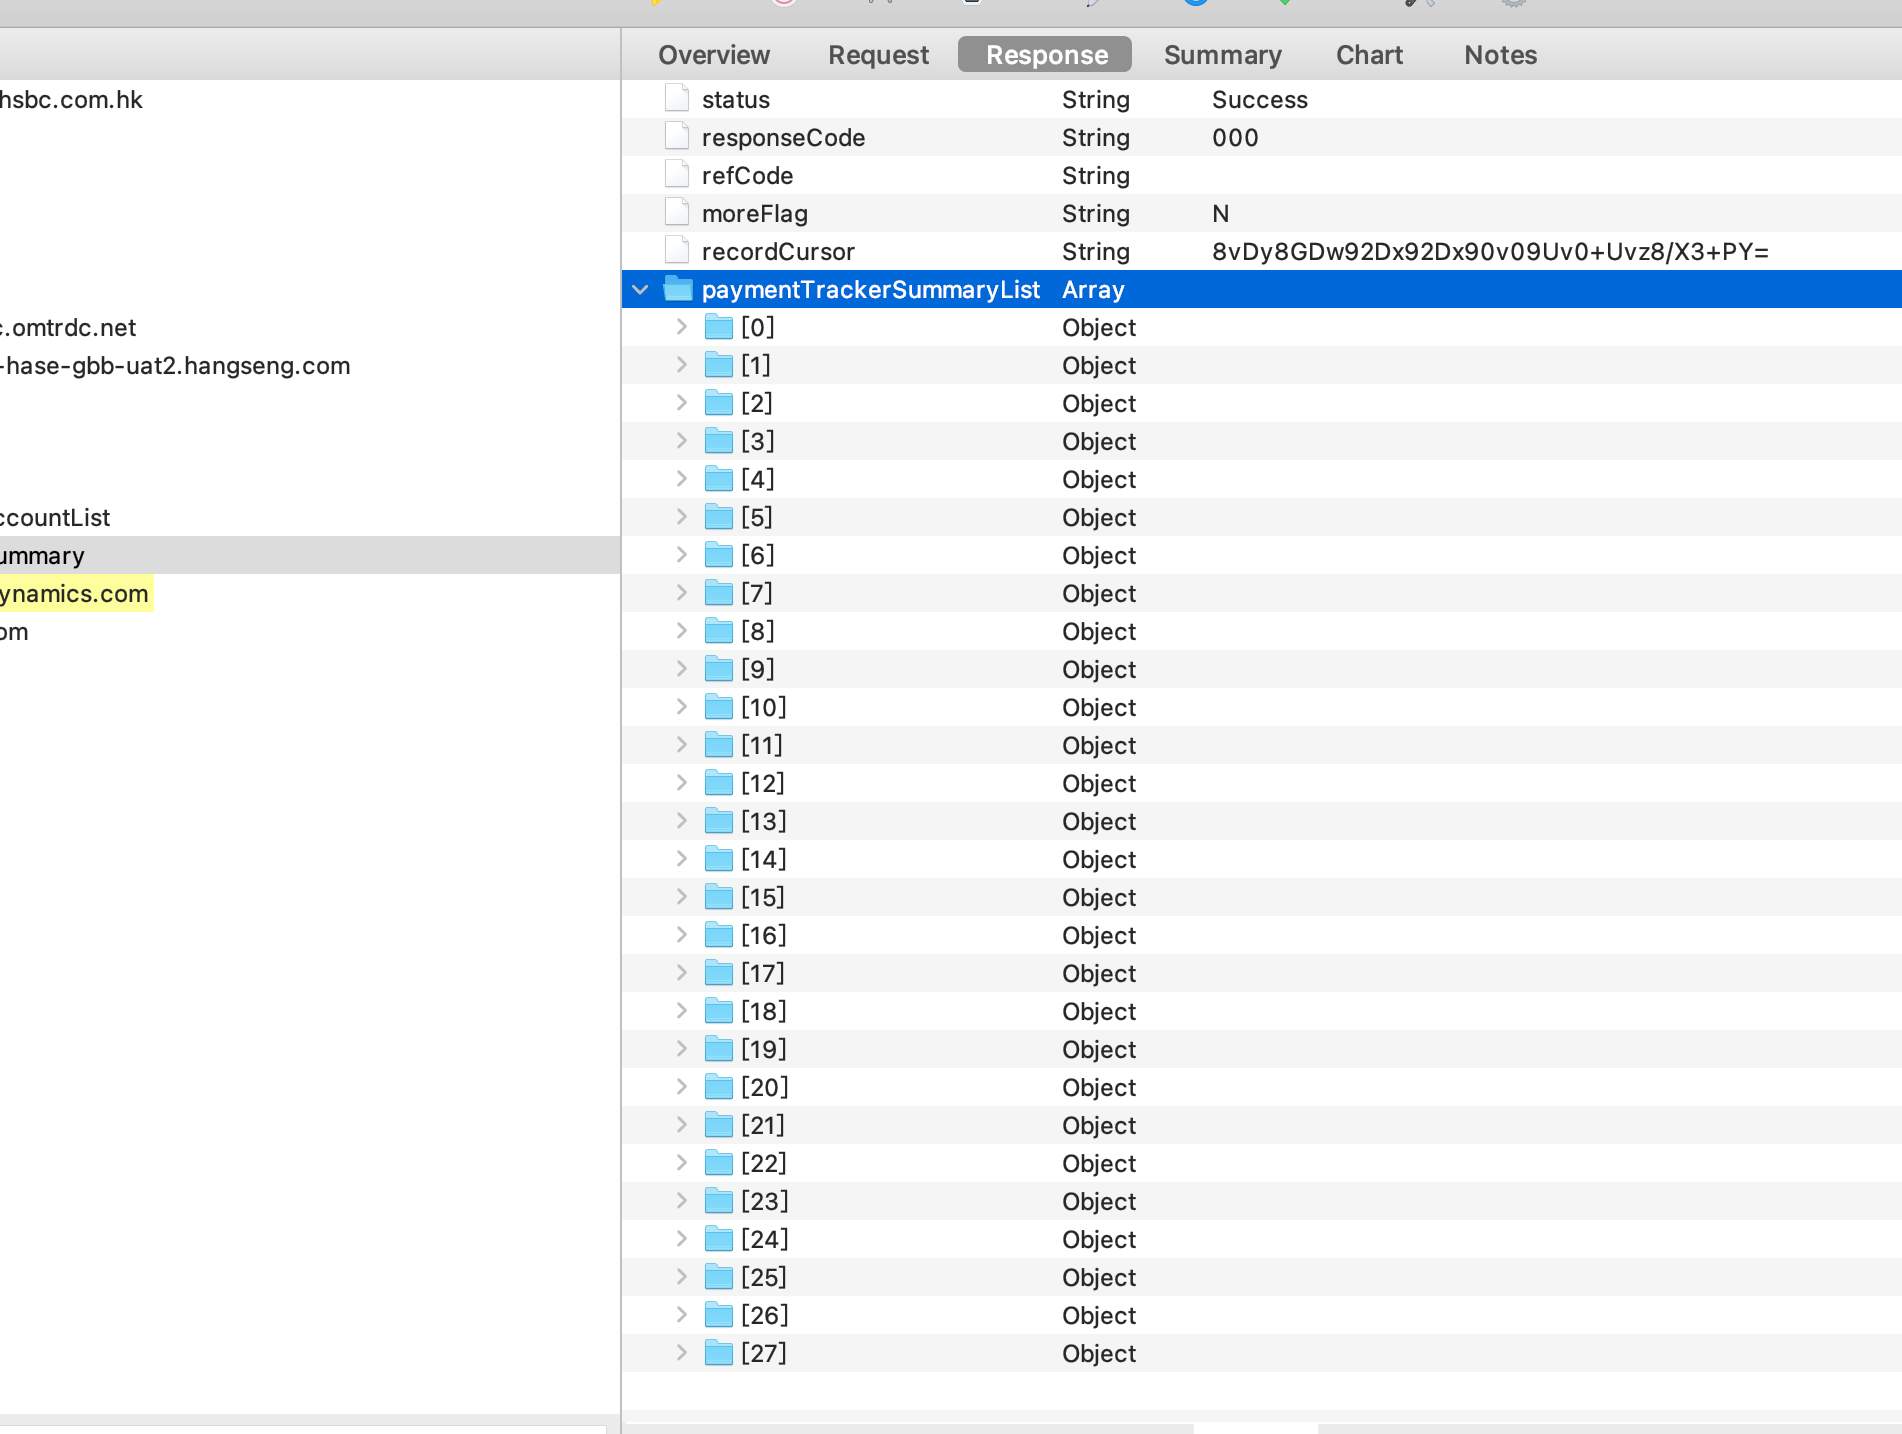 Overview Request Response Summary Chart Notes
hsbc.com.hk
.omtrdc.net
-hase-gbb-uat2.hangseng.com
ccountList
ummary
ynamics.com
om
status String Success
responseCode String 000
refCode String
moreFlag String N
recordCursor String 8vDy8GDw92Dx92Dx90v09Uv0+Uvz8/X3+PY=
paymentTrackerSummaryList Array
[0] Object
[1] Object
[2] Object
[3] Object
[4] Object
[5] Object
[6] Object
[7] Object
[8] Object
[9] Object
[10] Object
[11] Object
[12] Object
[13] Object
[14] Object
[15] Object
[16] Object
[17] Object
[18] Object
[19] Object
[20] Object
[21] Object
[22] Object
[23] Object
[24] Object
[25] Object
[26] Object
[27] Object